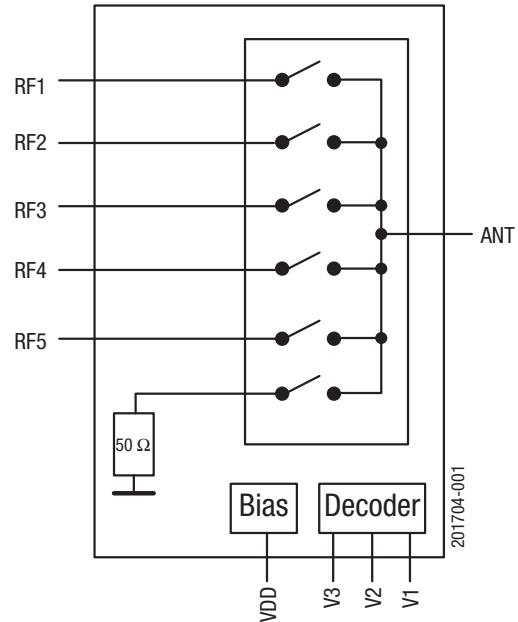 RF1
RF2
RF3
RF4
RF5
ANT
50 Ω
Bias
Decoder
VDD
V3
V2
V1
201704-001